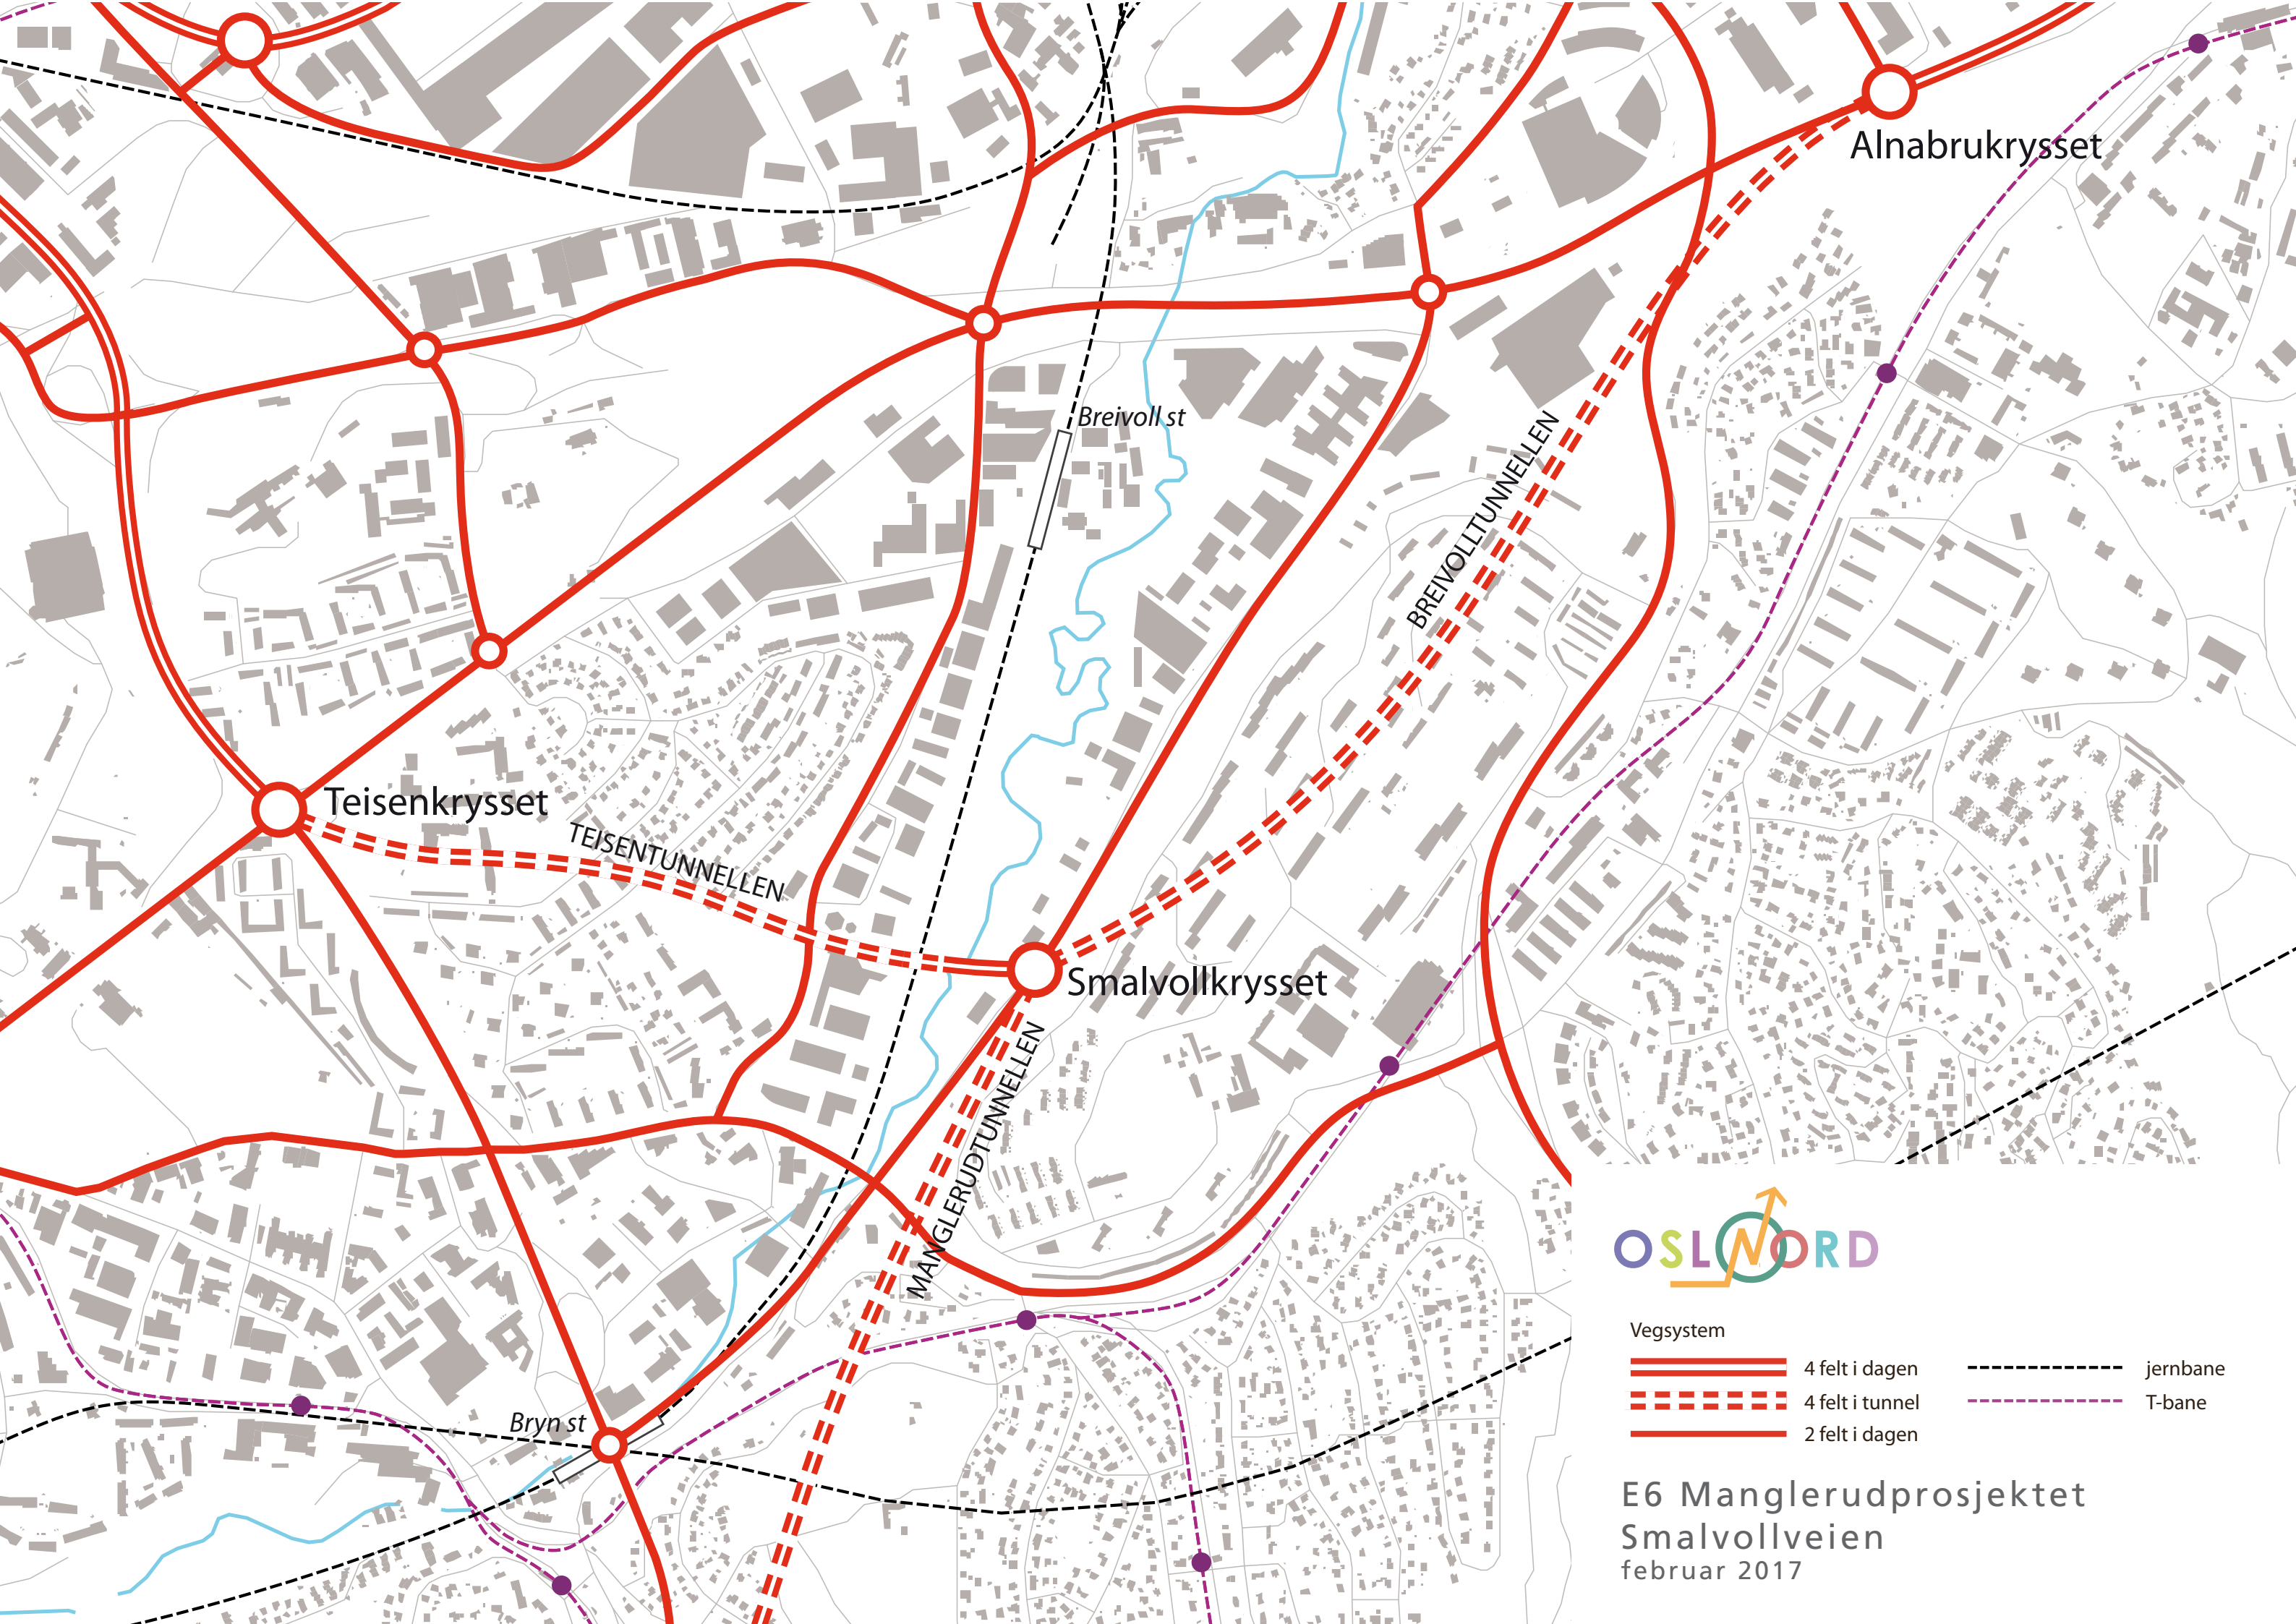 Alnabrukrysset
Breivoll st
BREIVOLLTUNNELLEN
Teisenkrysset
TEISENTUNNELLEN
Smalvollkrysset
MANGLERUDTUNNELLEN
Bryn st
OSLONORD
Vegsystem
4 felt i dagen
4 felt i tunnel
2 felt i dagen
jernbane
T-bane
E6 Manglerudprosjektet
Smalvollveien
februar 2017